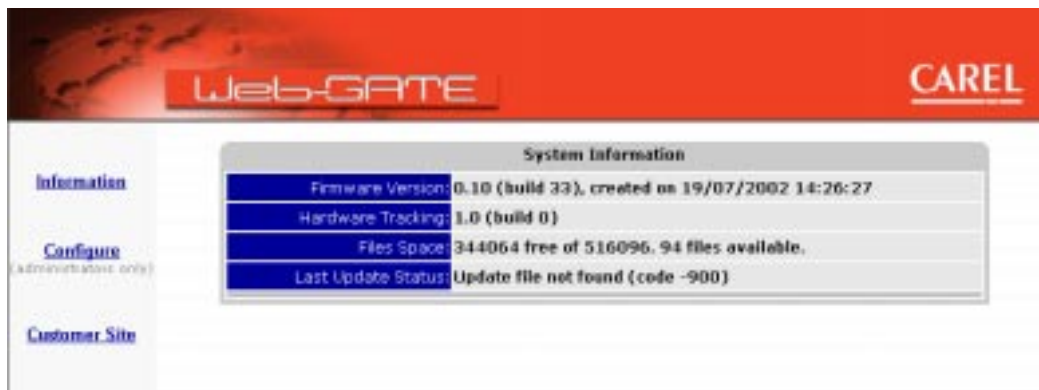 Web-GATE
CAREL
System Information
Information
Firmware Version: 0.10 (build 33), created on 19/07/2002 14:26:27
Hardware Tracking: 1.0 (build 0)
Configure
(administrators only)
Files Space: 344064 free of 516096. 94 files available.
Last Update Status: Update file not found (code -900)
Customer Site